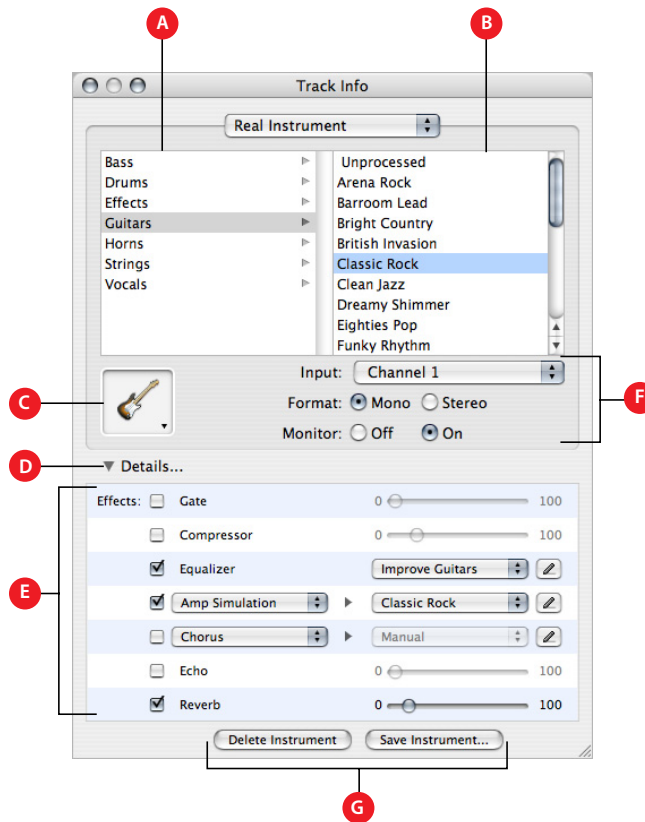 A
B
Track Info
Real Instrument
Bass
Drums
Effects
Guitars
Horns
Strings
Vocals
Unprocessed
Arena Rock
Barroom Lead
Bright Country
British Invasion
Classic Rock
Clean Jazz
Dreamy Shimmer
Eighties Pop
Funky Rhythm
C
Input: Channel 1
Format: Mono Stereo
Monitor: Off On
F
D
Details...
E
Effects: Gate 0 100
Compressor 0 100
Equalizer Improve Guitars
Amp Simulation Classic Rock
Chorus Manual
Echo 0 100
Reverb 0 100
Delete Instrument Save Instrument...
G